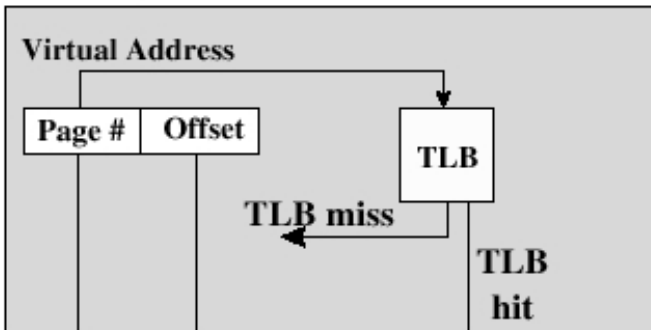 Virtual Address
Page # Offset
TLB
TLB miss
TLB
hit